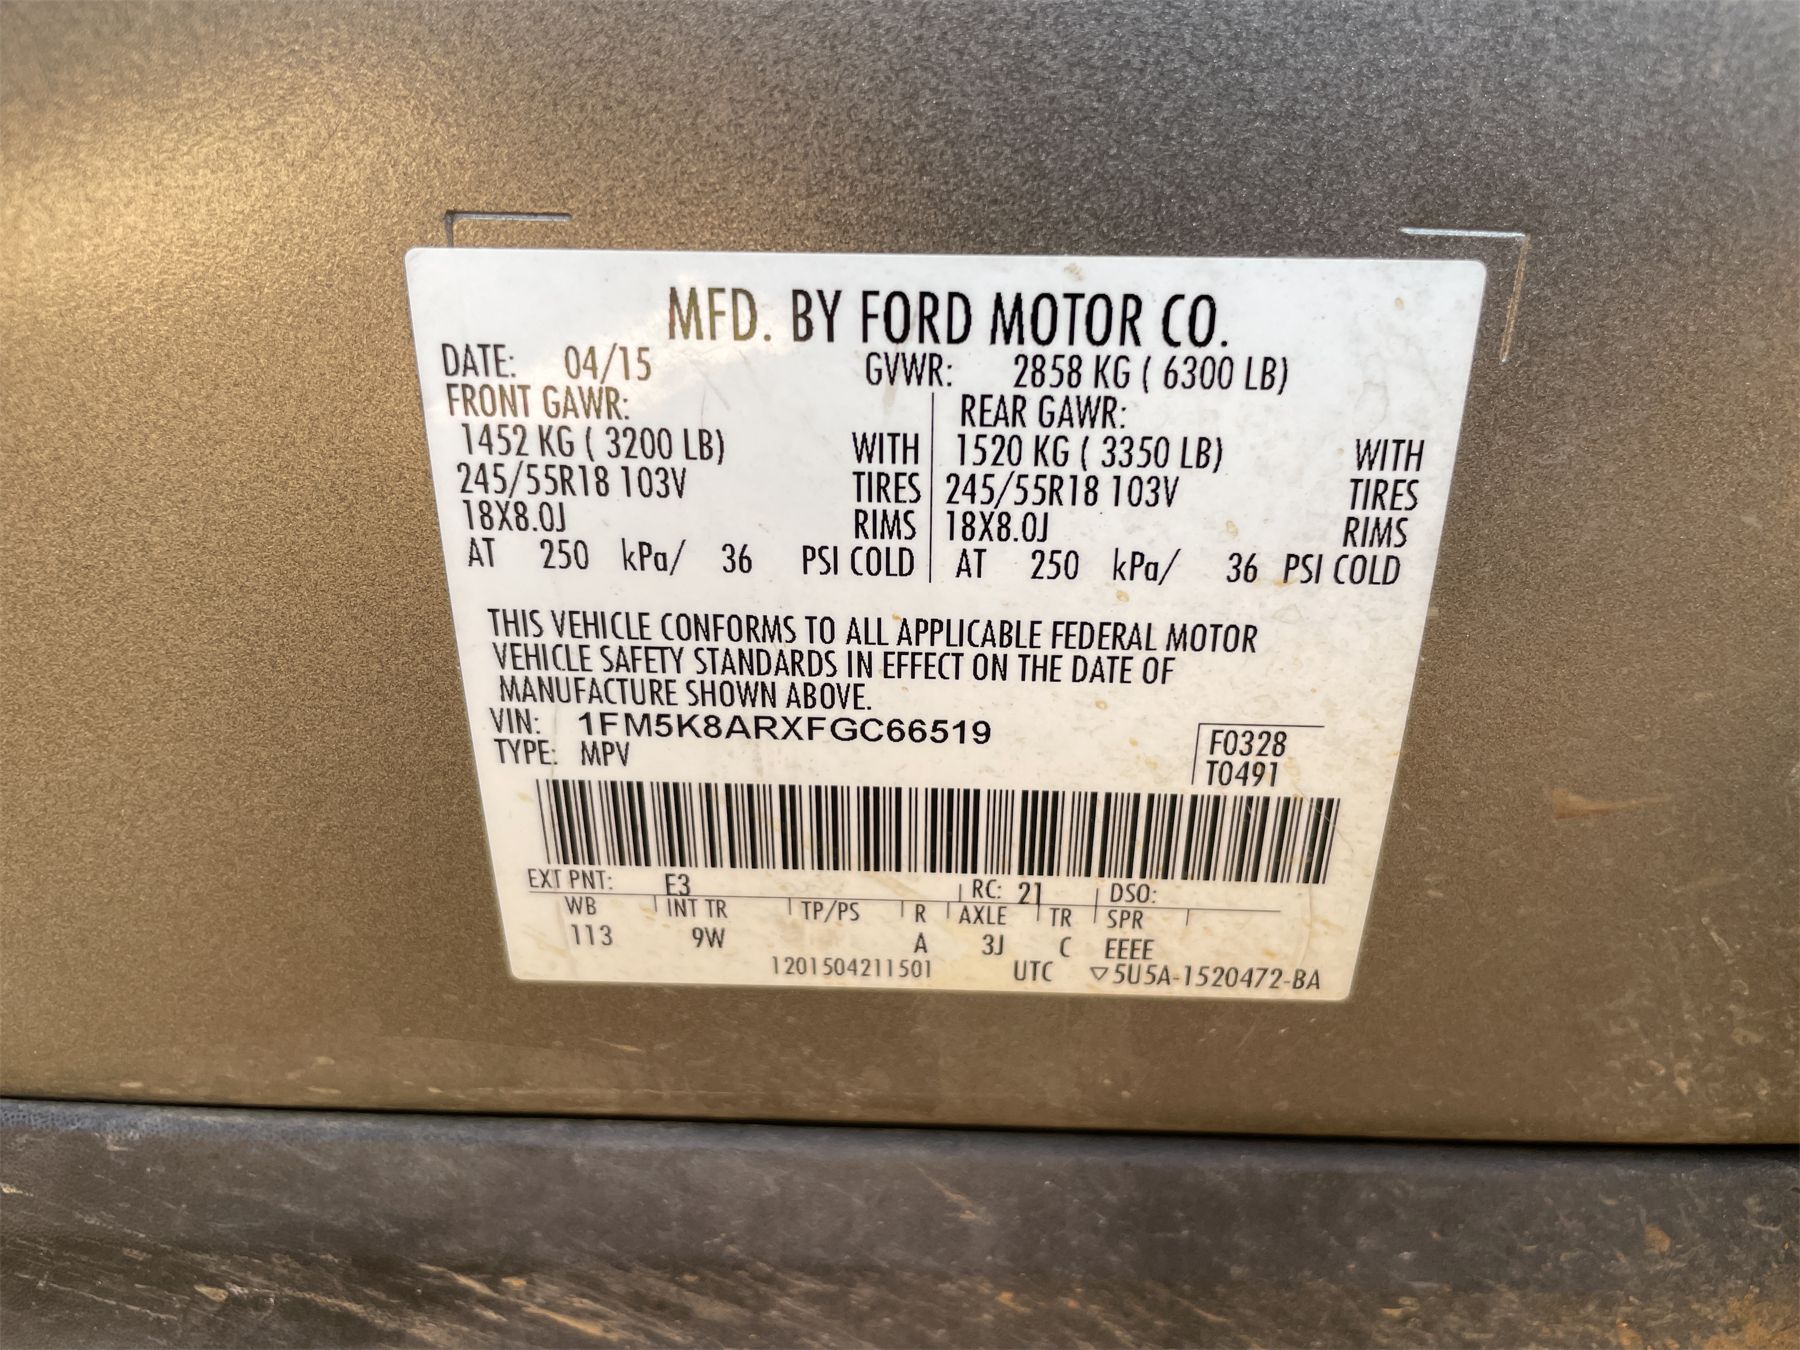 MFD. BY FORD MOTOR CO.
DATE: 04/15 GVWR: 2858 KG ( 6300 LB)
FRONT GAWR: REAR GAWR:
1452 KG ( 3200 LB) WITH 1520 KG ( 3350 LB) WITH
245/55R18 103V TIRES 245/55R18 103V TIRES
18X8.0J RIMS 18X8.0J RIMS
AT 250 kPa/ 36 PSI COLD AT 250 kPa/ 36 PSI COLD
THIS VEHICLE CONFORMS TO ALL APPLICABLE FEDERAL MOTOR
VEHICLE SAFETY STANDARDS IN EFFECT ON THE DATE OF
MANUFACTURE SHOWN ABOVE.
VIN: 1FM5K8ARXFGC66519
TYPE: MPV
F0328
T0491
EXT PNT: E3 RC: 21 DSO:
WB INT TR TP/PS R AXLE TR SPR
113 9W A 3J C EEEE
1201504211501 UTC ▽5U5A-1520472-BA